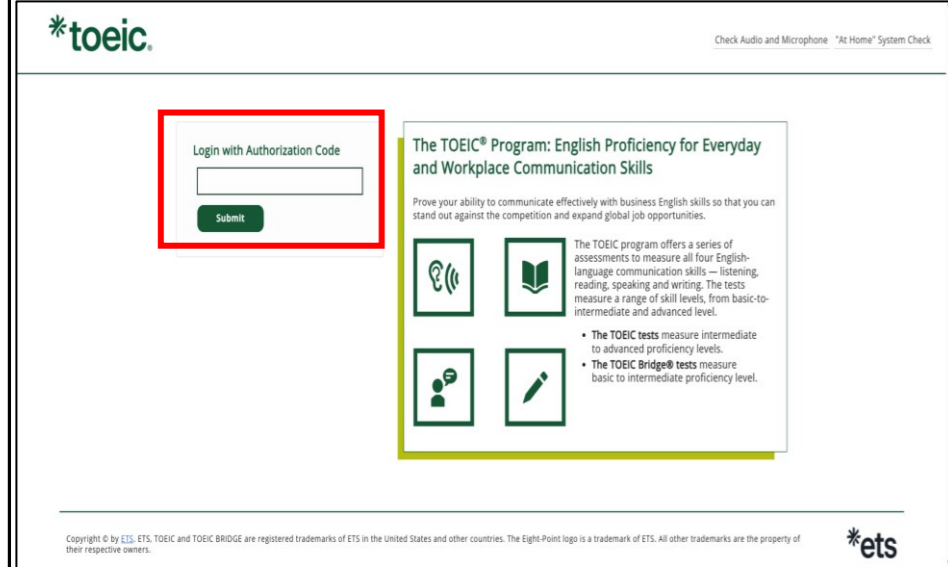 *toeic.
Check Audio and Microphone "At Home" System Check
Login with Authorization Code
Submit
The TOEIC® Program: English Proficiency for Everyday
and Workplace Communication Skills
Prove your ability to communicate effectively with business English skills so that you can
stand out against the competition and expand global job opportunities.
The TOEIC program offers a series of
assessments to measure all four English-
language communication skills — listening,
reading, speaking and writing. The tests
measure a range of skill levels, from basic-to-
intermediate and advanced level.
• The TOEIC tests measure intermediate
to advanced proficiency levels.
• The TOEIC Bridge® tests measure
basic to intermediate proficiency level.
Copyright © by ETS. ETS, TOEIC and TOEIC BRIDGE are registered trademarks of ETS in the United States and other countries. The Eight-Point logo is a trademark of ETS. All other trademarks are the property of
their respective owners.
*ets